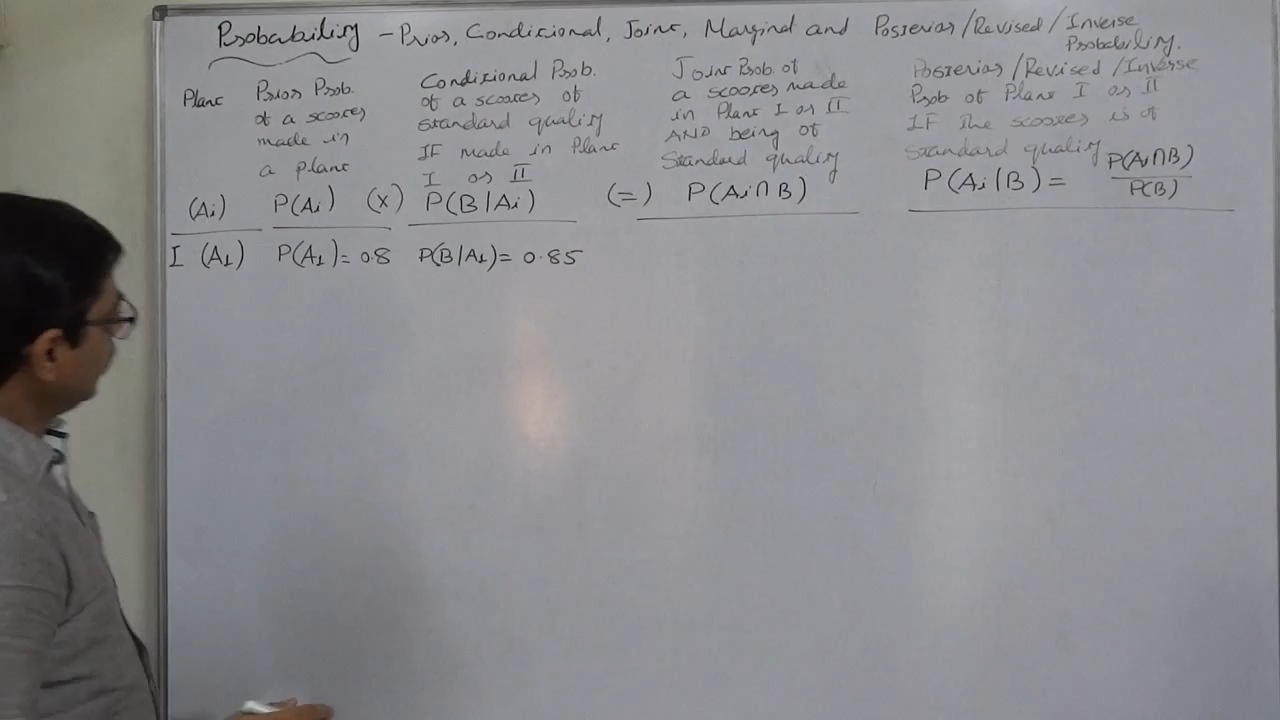 Probability - Prior, Conditional, Joint, Marginal and Posterior/Revised/Inverse
Probability.
Plant
Prior Prob.
of a scooter
made in
a plant
Conditional Prob.
of a scooter of
Standard quality
IF made in Plant
I or II
Joint Prob. of
a scooter made
in Plant I or II
AND being of
Standard quality
Posterior/Revised/Inverse
Prob of Plant I or II
IF the scooter is of
Standard quality
(Ai) P(Ai) (x) P(B/Ai) (=) P(Ai∩B) P(Ai/B) = P(Ai∩B)
P(B)
I (A1) P(A1) = 0.8 P(B/A1) = 0.85